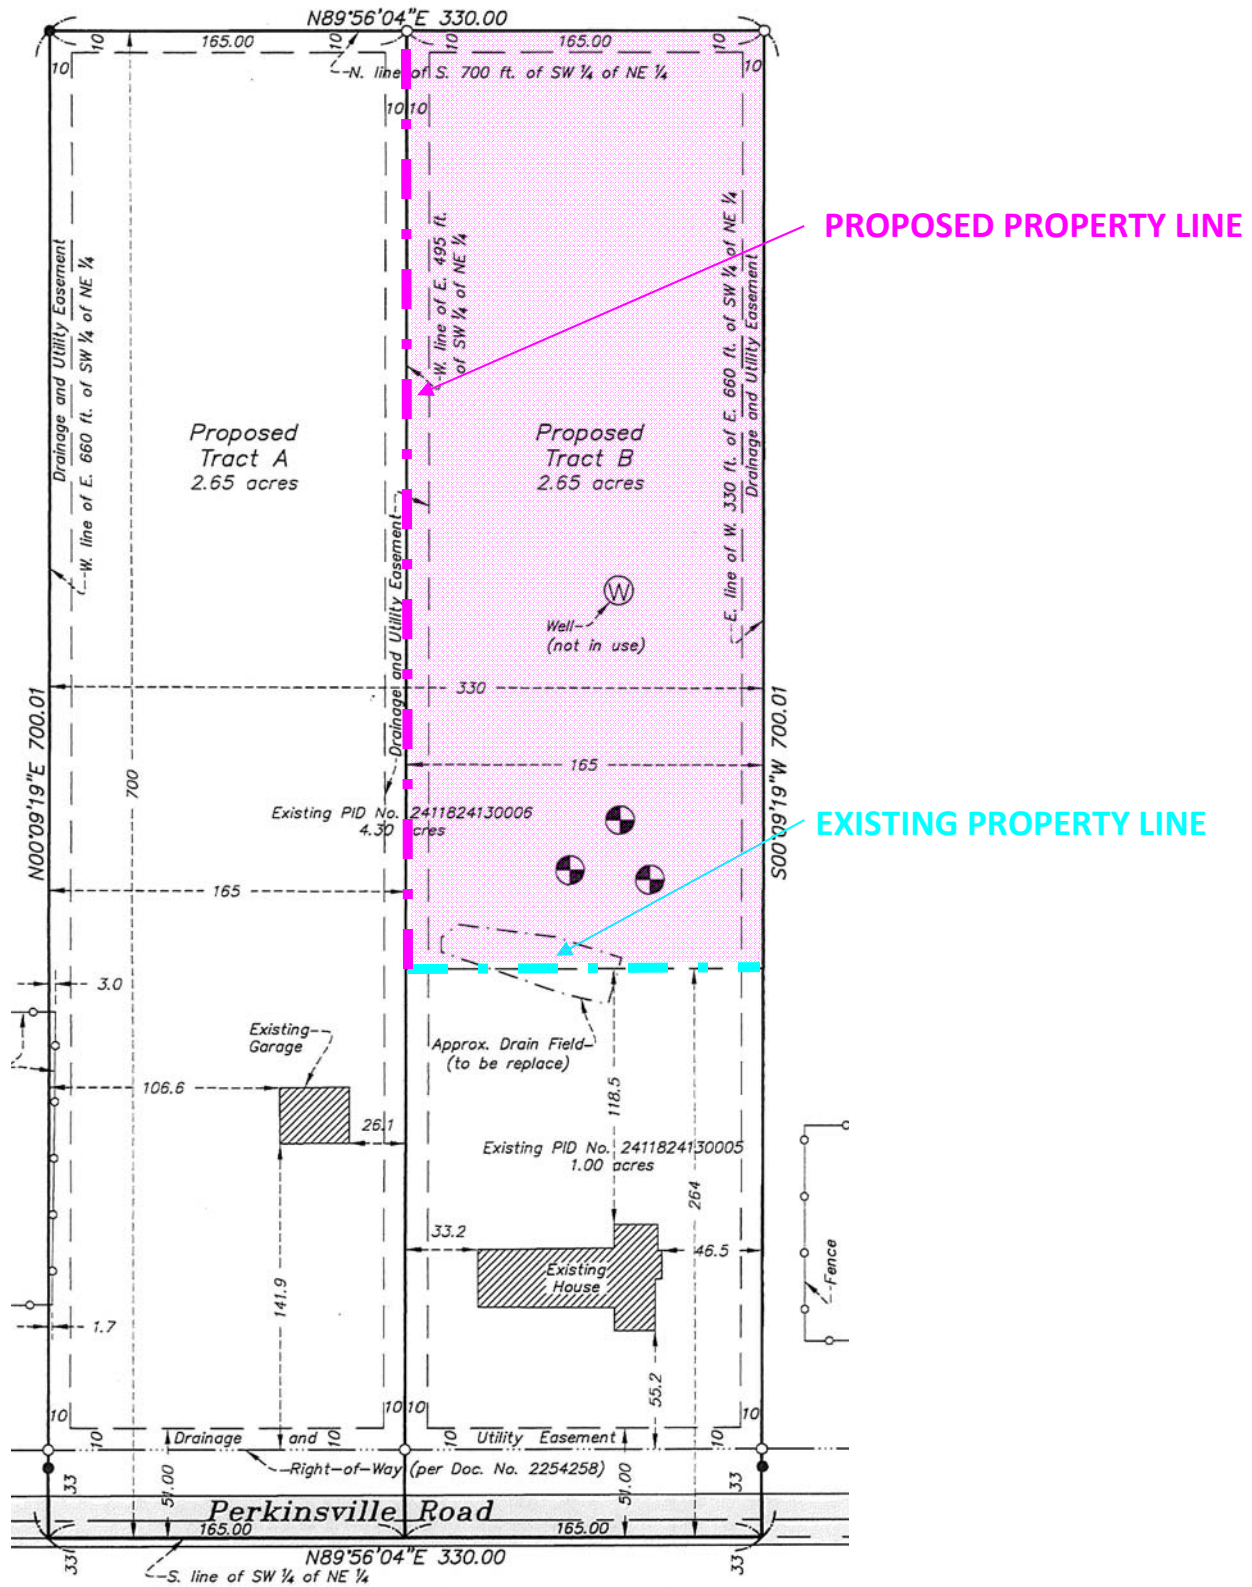 N89°56'04"E 330.00
10
165.00
10
10
165.00
10
10
N. line of S. 700 ft. of SW ¼ of NE ¼
10
10
10
Drainage and Utility Easement
W. line of E. 660 ft. of SW ¼ of NE ¼
W. line of E. 495 ft.
of SW ¼ of NE ¼
E. line of W. 330 ft. of E. 660 ft. of SW ¼ of NE ¼
Drainage and Utility Easement
PROPOSED PROPERTY LINE
Proposed
Tract A
2.65 acres
Proposed
Tract B
2.65 acres
Drainage and Utility Easement
W
Well
(not in use)
330
N00°09'19"E 700.01
700
165
S00°09'19"W 700.01
Existing PID No. 2411824130006
4.30 acres
EXISTING PROPERTY LINE
165
3.0
Existing
Garage
Approx. Drain Field
(to be replace)
106.6
118.5
26.1
Existing PID No. 2411824130005
1.00 acres
264
33.2
46.5
Existing
House
Fence
141.9
1.7
55.2
10
10
10
10
10
Drainage and
10
10
Utility Easement
10
Right-of-Way (per Doc. No. 2254258)
33
51.00
51.00
33
Perkinsville Road
165.00
165.00
N89°56'04"E 330.00
33
33
S. line of SW ¼ of NE ¼